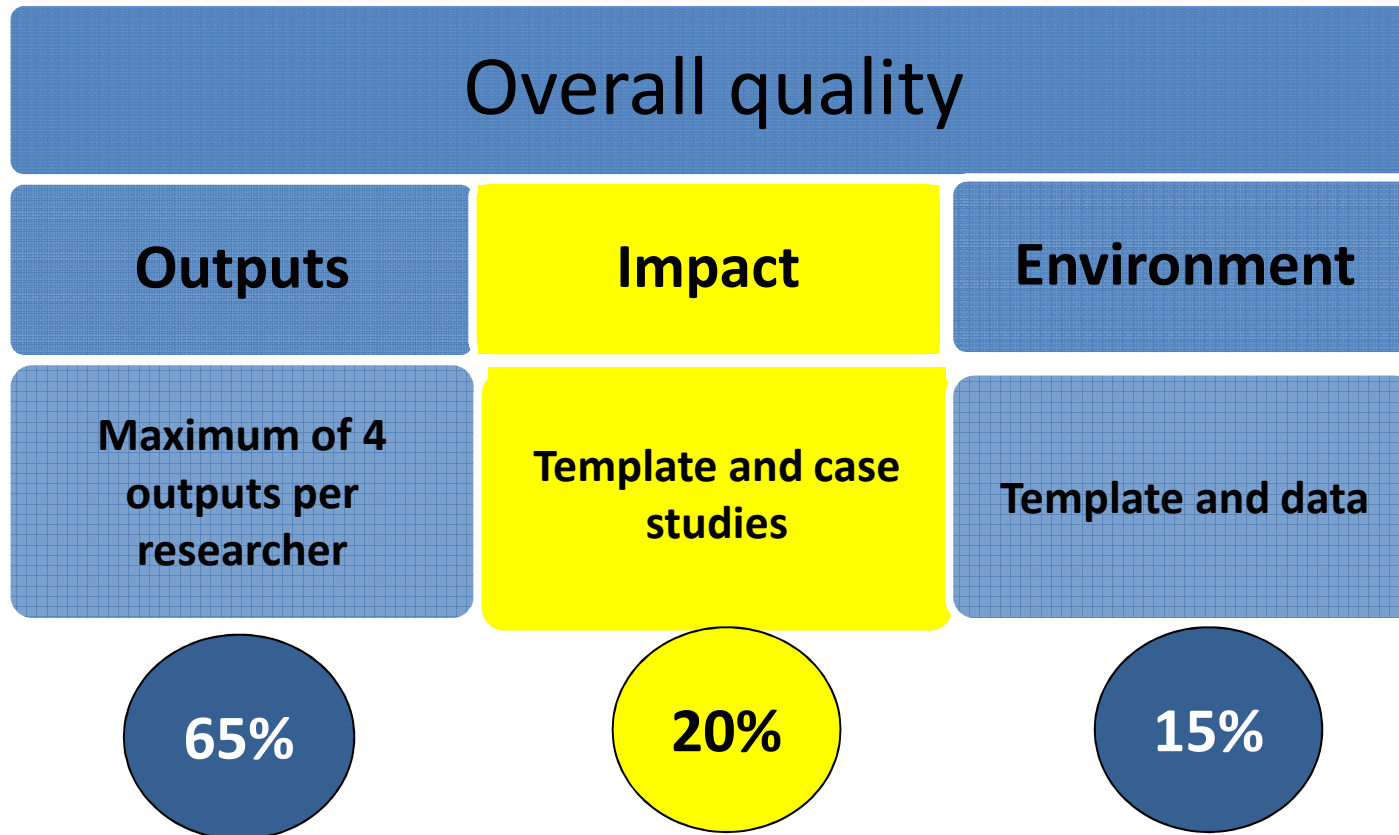 Overall quality
Outputs
Impact
Environment
Maximum of 4
outputs per
researcher
Template and case
studies
Template and data
65%
20%
15%